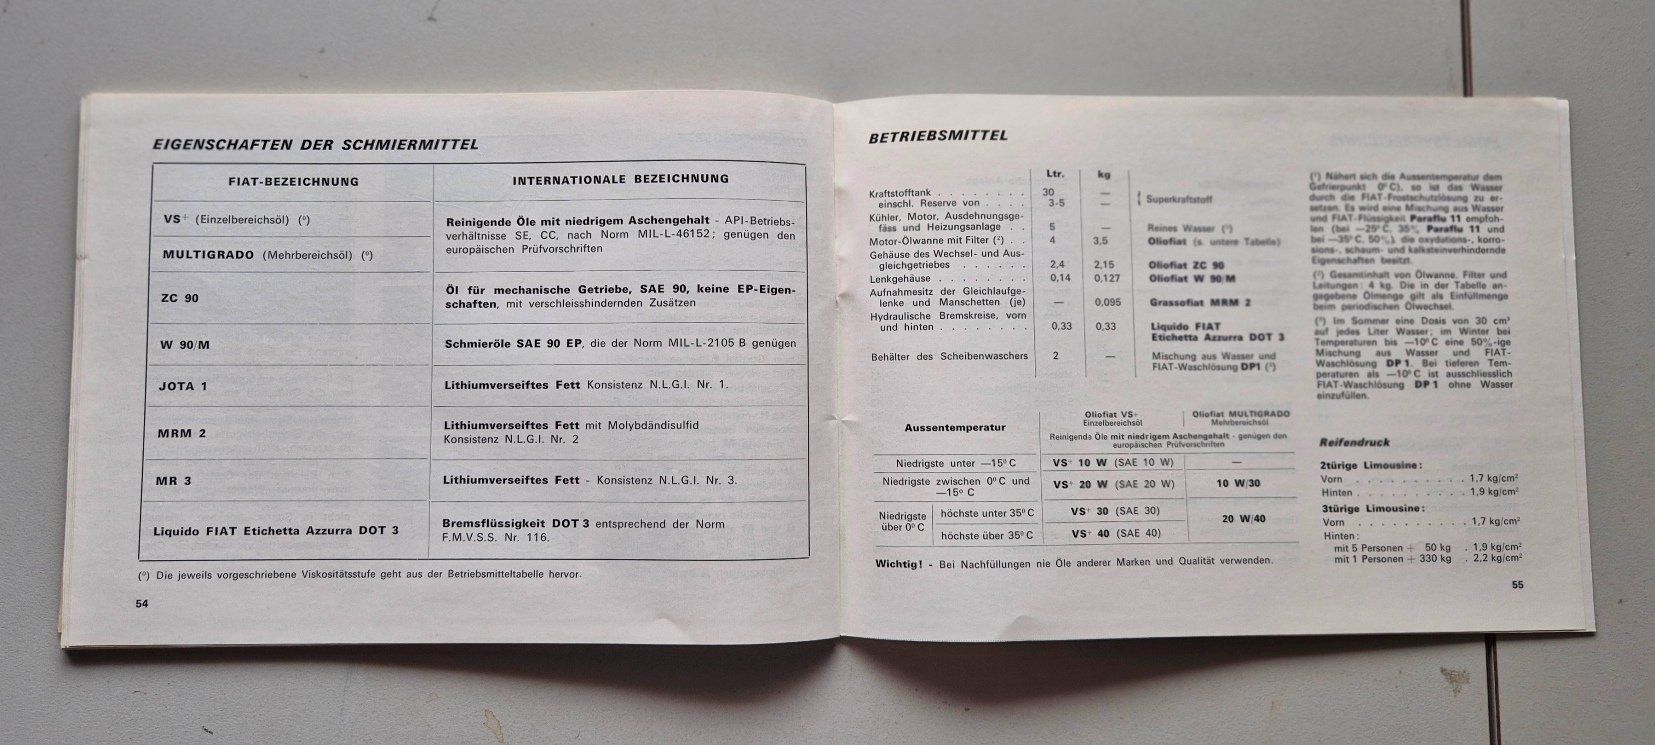 EIGENSCHAFTEN DER SCHMIERMITTEL
FIAT-BEZEICHNUNG
INTERNATIONALE BEZEICHNUNG
VS+ (Einzelbereichsöl) (°)
MULTIGRADO (Mehrbereichsöl) (°)
Reinigende Öle mit niedrigem Aschengehalt - API-Betriebs-
verhältnisse SE, CC, nach Norm MIL-L-46152; genügen den
europäischen Prüfvorschriften
ZC 90
Öl für mechanische Getriebe, SAE 90, keine EP-Eigen-
schaften, mit verschleisshindernden Zusätzen
W 90/M
Schmieröle SAE 90 EP, die der Norm MIL-L-2105 B genügen
JOTA 1
Lithiumverseiftes Fett Konsistenz N.L.G.I. Nr. 1.
MRM 2
Lithiumverseiftes Fett mit Molybdändisulfid
Konsistenz N.L.G.I. Nr. 2
MR 3
Lithiumverseiftes Fett - Konsistenz N.L.G.I. Nr. 3.
Liquido FIAT Etichetta Azzurra DOT 3
Bremsflüssigkeit DOT 3 entsprechend der Norm
F.M.V.S.S. Nr. 116.
(°) Die jeweils vorgeschriebene Viskositätsstufe geht aus der Betriebsmitteltabelle hervor.
54
BETRIEBSMITTEL
Ltr. kg
Kraftstofftank . . . . . . . . 30 —
einschl. Reserve von . . . . 3-5 —
Superkraftstoff
Kühler, Motor, Ausdehnungsge-
fäss und Heizungsanlage . . 5 — Reines Wasser (¹)
Motor-Ölwanne mit Filter (²) . . 4 3,5 Oliofiat (s. untere Tabelle)
Gehäuse des Wechsel- und Aus-
gleichgetriebes . . . . . . 2,4 2,15 Oliofiat ZC 90
Lenkgehäuse . . . . . . . . 0,14 0,127 Oliofiat W 90/M
Aufnahmesitz der Gleichlaufge-
lenke und Manschetten (je) — 0,095 Grassofiat MRM 2
Hydraulische Bremskreise, vorn
und hinten . . . . . . . . 0,33 0,33 Liquido FIAT
Etichetta Azzurra DOT 3
Behälter des Scheibenwaschers 2 — Mischung aus Wasser und
FIAT-Waschlösung DP1 (³)
Aussentemperatur
Oliofiat VS+
Einzelbereichsöl
Oliofiat MULTIGRADO
Mehrbereichsöl
Reinigende Öle mit niedrigem Aschengehalt - genügen den
europäischen Prüfvorschriften
Niedrigste unter —15° C VS+ 10 W (SAE 10 W) —
Niedrigste zwischen 0° C und
—15° C
VS+ 20 W (SAE 20 W) 10 W/30
Niedrigste
über 0° C
höchste unter 35° C VS+ 30 (SAE 30)
höchste über 35° C VS+ 40 (SAE 40)
20 W/40
Wichtig! - Bei Nachfüllungen nie Öle anderer Marken und Qualität verwenden.
(¹) Nähert sich die Aussentemperatur dem
Gefrierpunkt 0° C), so ist das Wasser
durch die FIAT-Frostschutzlösung zu er-
setzen. Es wird eine Mischung aus Wasser
und FIAT-Flüssigkeit Paraflu 11 empfoh-
len (bei —25° C, 35% Paraflu 11 und
bei —35° C, 50%), die oxydations-, korro-
sions-, schaum- und kalksteinverhindernde
Eigenschaften besitzt.
(²) Gesamtinhalt von Ölwanne, Filter und
Leitungen: 4 kg. Die in der Tabelle an-
gegebene Ölmenge gilt als Einfüllmenge
beim periodischen Ölwechsel.
(³) Im Sommer eine Dosis von 30 cm³
auf jedes Liter Wasser; im Winter bei
Temperaturen bis —10° C eine 50%-ige
Mischung aus Wasser und FIAT-
Waschlösung DP 1. Bei tieferen Tem-
peraturen als —10° C ist ausschliesslich
FIAT-Waschlösung DP 1 ohne Wasser
einzufüllen.
Reifendruck
2türige Limousine:
Vorn . . . . . . . . . . 1,7 kg/cm²
Hinten . . . . . . . . . . 1,9 kg/cm²
3türige Limousine:
Vorn . . . . . . . . . . 1,7 kg/cm²
Hinten:
mit 5 Personen + 50 kg . 1,9 kg/cm²
mit 1 Personen + 330 kg . 2,2 kg/cm²
55